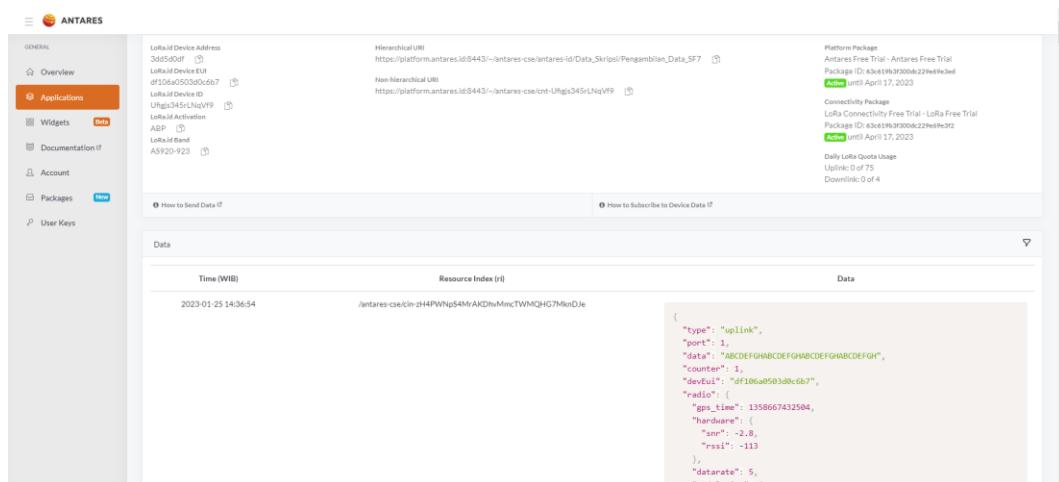 ANTARES
GENERAL
Overview
Applications
Widgets Beta
Documentation
Account
Packages New
User Keys
LoRa.id Device Address
3dd5d0df
LoRa.id Device EUI
df106a0503d0c6b7
LoRa.id Device ID
Ufigjs345rLNqVf9
LoRa.id Activation
ABP
LoRa.id Band
AS920-923
Hierarchical URI
https://platform.antares.id:8443/~/antares-cse/antares-id/Data_Skripsi/Pengambilan_Data_SF7
Non-hierarchical URI
https://platform.antares.id:8443/~/antares-cse/cnt-Ufigjs345rLNqVf9
Platform Package
Antares Free Trial - Antares Free Trial
Package ID: 63c619b3f300dc229e69e3ed
Active until April 17, 2023
Connectivity Package
LoRa Connectivity Free Trial - LoRa Free Trial
Package ID: 63c619b3f300dc229e69e3f2
Active until April 17, 2023
Daily LoRa Quota Usage
Uplink: 0 of 75
Downlink: 0 of 4
How to Send Data
How to Subscribe to Device Data
Data
Time (WIB) Resource Index (ri) Data
2023-01-25 14:36:54 /antares-cse/cin-zH4PWNpS4MrAKDhvMmcTWMQHG7MknDJe
{
"type": "uplink",
"port": 1,
"data": "ABCDEFGHABCDEFGHABCDEFGHABCDEFGH",
"counter": 1,
"devEui": "df106a0503d0c6b7",
"radio": {
"gps_time": 1358667432504,
"hardware": {
"snr": -2.8,
"rssi": -113
},
"datarate": 5,